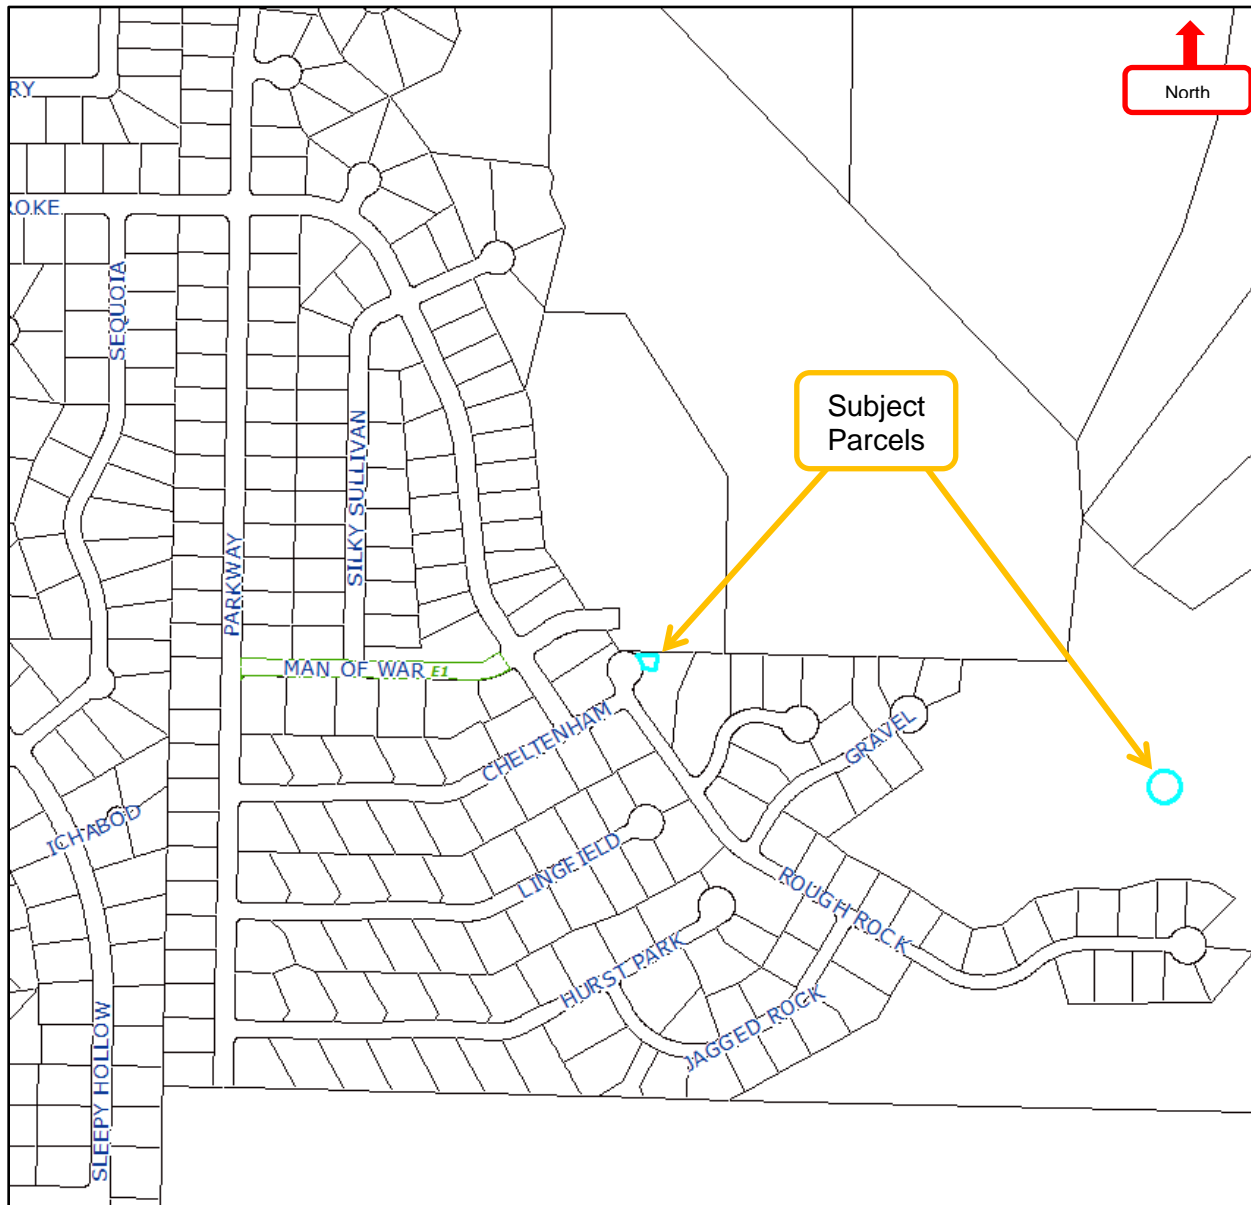 North
RY
ROKE
SEQUOIA
Subject
Parcels
SILKY SULLIVAN
PARKWAY
MAN OF WAR E1
CHELTENHAM
GRAVEL
ICHABOD
LINGFIELD
ROUGH ROCK
HURST PARK
JAGGED ROCK
SLEEPY HOLLOW